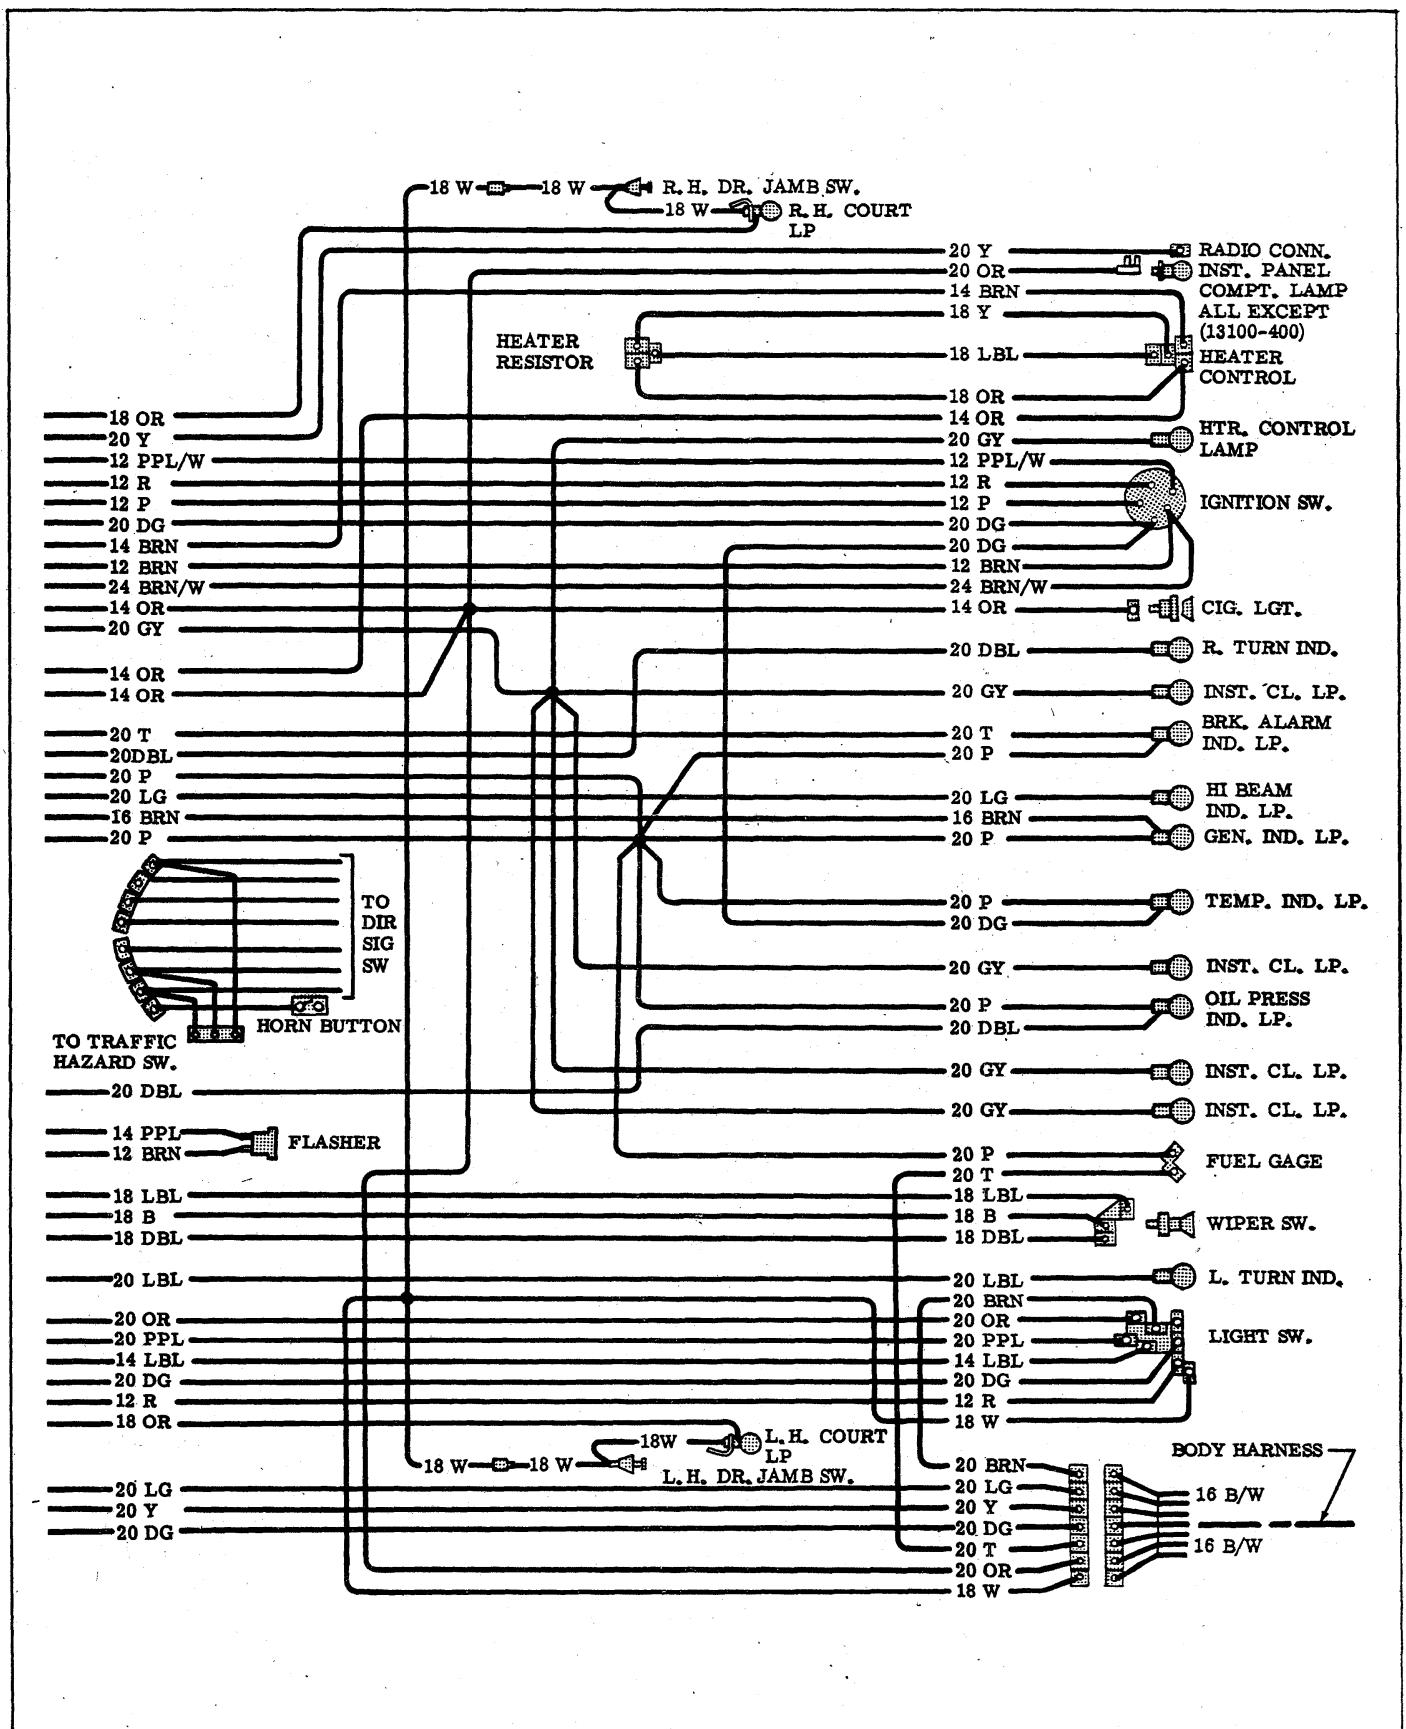 18 W
18 W
R. H. DR. JAMB SW.
18 W
R. H. COURT
LP
20 Y
RADIO CONN.
20 OR
INST. PANEL
14 BRN
COMPT. LAMP
18 Y
ALL EXCEPT
(13100-400)
HEATER
RESISTOR
18 LBL
HEATER
CONTROL
18 OR
18 OR
14 OR
20 Y
20 GY
HTR. CONTROL
LAMP
12 PPL/W
12 PPL/W
12 R
12 R
12 P
12 P
IGNITION SW.
20 DG
20 DG
14 BRN
20 DG
12 BRN
12 BRN
24 BRN/W
24 BRN/W
14 OR
14 OR
CIG. LGT.
20 GY
20 DBL
R. TURN IND.
14 OR
14 OR
20 GY
INST. CL. LP.
20 T
20 T
BRK. ALARM
IND. LP.
20DBL
20 P
20 P
20 LG
20 LG
HI BEAM
IND. LP.
16 BRN
16 BRN
20 P
20 P
GEN. IND. LP.
TO
DIR
SIG
SW
20 P
TEMP. IND. LP.
20 DG
20 GY
INST. CL. LP.
20 P
OIL PRESS
IND. LP.
HORN BUTTON
20 DBL
TO TRAFFIC
HAZARD SW.
20 GY
INST. CL. LP.
20 DBL
20 GY
INST. CL. LP.
14 PPL
12 BRN
FLASHER
20 P
FUEL GAGE
20 T
18 LBL
18 LBL
18 B
18 B
WIPER SW.
18 DBL
18 DBL
20 LBL
20 LBL
L. TURN IND.
20 BRN
20 OR
20 OR
20 PPL
20 PPL
LIGHT SW.
14 LBL
14 LBL
20 DG
20 DG
12 R
12 R
18 OR
18 W
18W
L. H. COURT
LP
18 W
18 W
L. H. DR. JAMB SW.
BODY HARNESS
20 BRN
20 LG
20 LG
16 B/W
20 Y
20 Y
20 DG
20 DG
20 T
16 B/W
20 OR
18 W